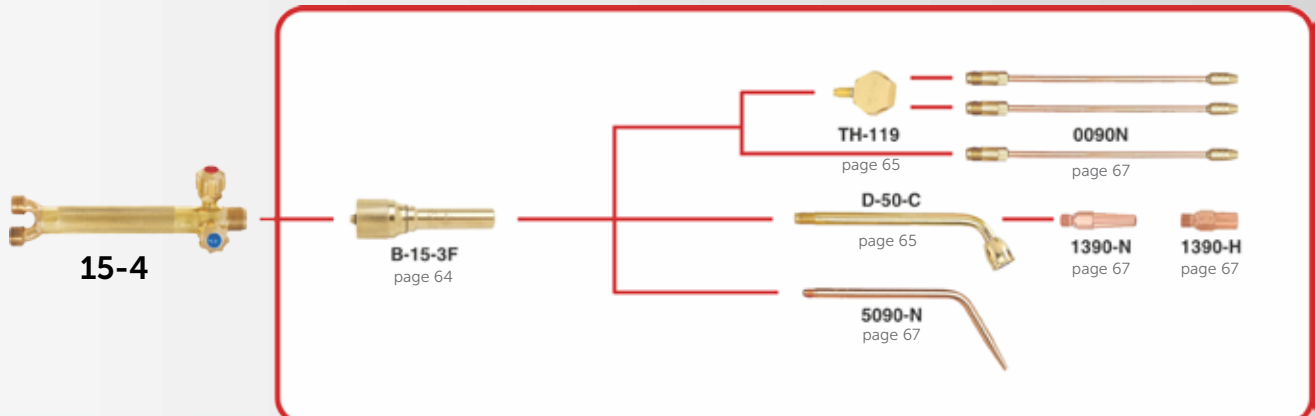 15-4
B-15-3F
page 64
TH-119
page 65
0090N
page 67
D-50-C
page 65
1390-N
page 67
1390-H
page 67
5090-N
page 67